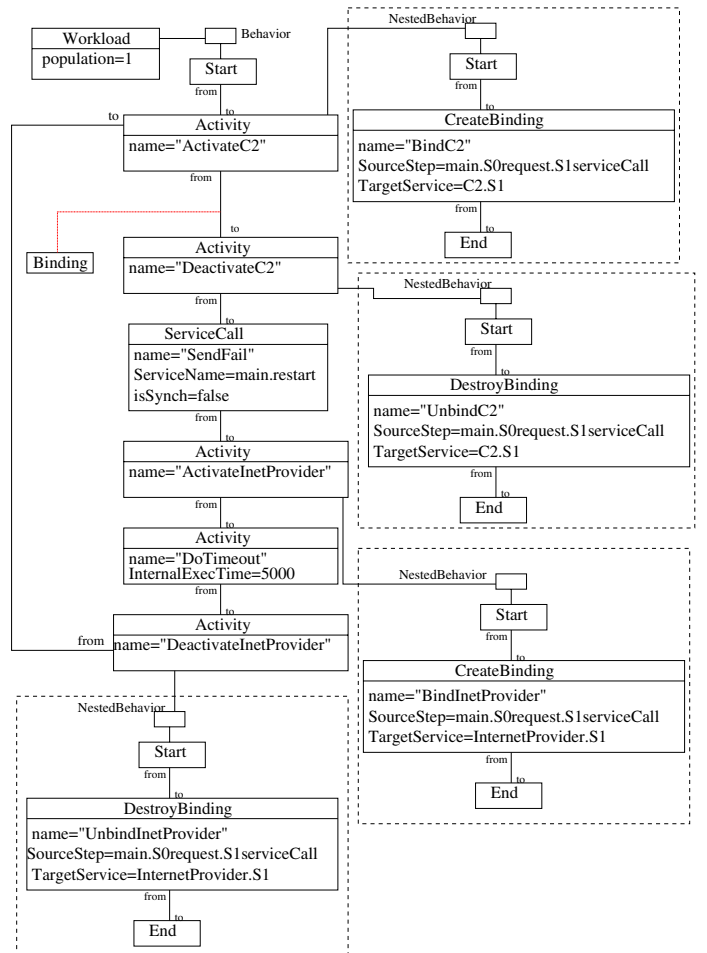 Workload
population=1
Behavior
Start
from
to
to
Activity
name="ActivateC2"
from
to
Binding
Activity
name="DeactivateC2"
from
to
ServiceCall
name="SendFail"
ServiceName=main.restart
isSynch=false
from
to
Activity
name="ActivateInetProvider"
from
to
Activity
name="DoTimeout"
InternalExecTime=5000
from
to
Activity
from
name="DeactivateInetProvider"
NestedBehavior
Start
from
to
DestroyBinding
name="UnbindInetProvider"
SourceStep=main.S0request.S1serviceCall
TargetService=InternetProvider.S1
from
to
End
NestedBehavior
Start
from
to
CreateBinding
name="BindC2"
SourceStep=main.S0request.S1serviceCall
TargetService=C2.S1
from
to
End
NestedBehavior
Start
from
to
DestroyBinding
name="UnbindC2"
SourceStep=main.S0request.S1serviceCall
TargetService=C2.S1
from
to
End
NestedBehavior
Start
from
to
CreateBinding
name="BindInetProvider"
SourceStep=main.S0request.S1serviceCall
TargetService=InternetProvider.S1
from
to
End